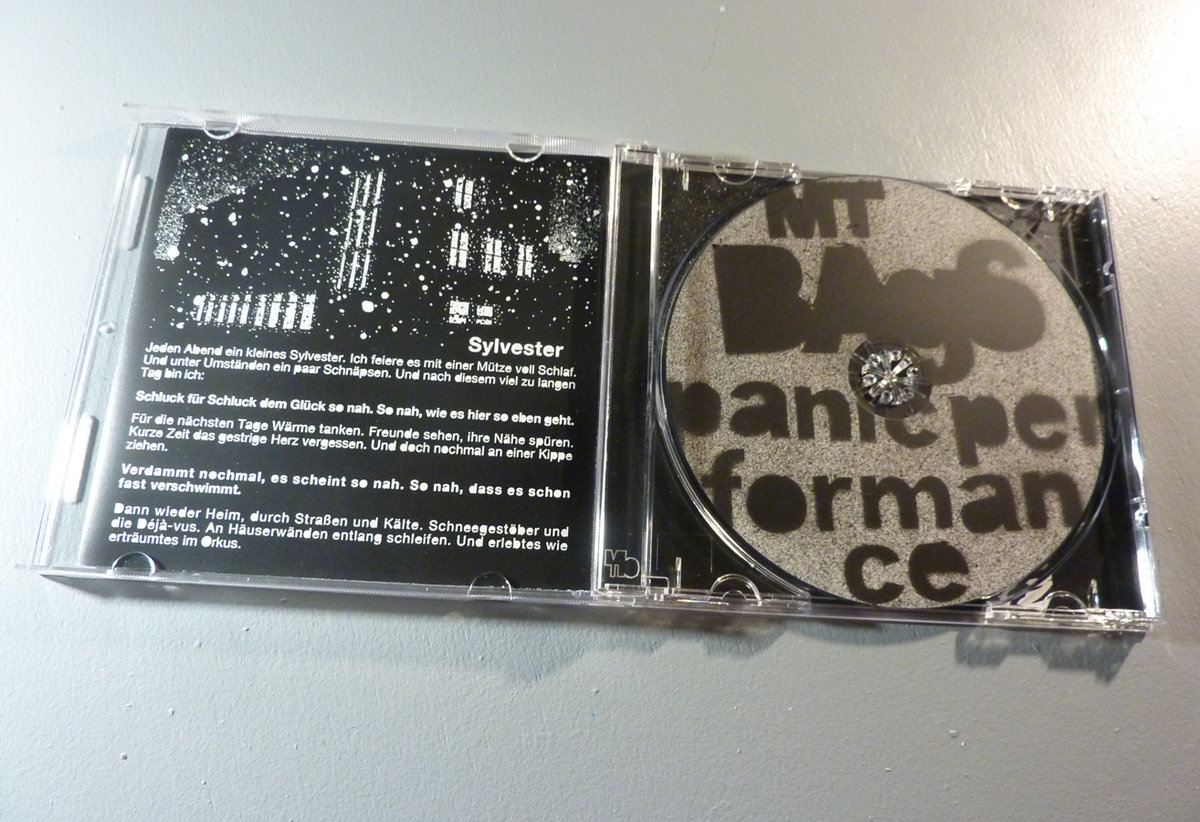 Sylvester
Jeden Abend ein kleines Sylvester. Ich feiere es mit einer Mütze voll Schlaf.
Und unter Umständen ein paar Schnäpsen. Und nach diesem viel zu langen
Tag bin ich:
Schluck für Schluck dem Glück so nah. So nah, wie es hier so eben geht.
Für die nächsten Tage Wärme tanken. Freunde sehen, ihre Nähe spüren.
Kurze Zeit das gestrige Herz vergessen. Und doch nochmal an einer Kippe
ziehen.
Verdammt nochmal, es scheint so nah. So nah, dass es schon
fast verschwimmt.
Dann wieder Heim, durch Straßen und Kälte. Schneegestöber und
die Déjà-vus. An Häuserwänden entlang schleifen. Und erlebtes wie
erträumtes im Orkus.
MT
BAgS
panic per
forman
ce